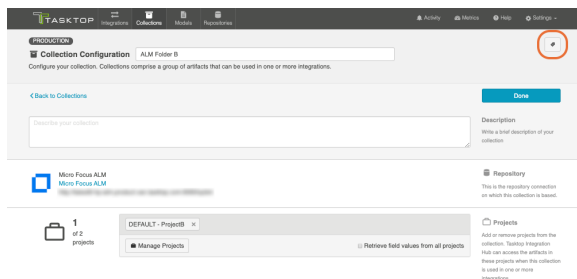 TASKTOP
Integrations
Collections
Models
Repositories
Activity
Metrics
Help
Settings
PRODUCTION
Collection Configuration
ALM Folder B
Configure your collection. Collections comprise a group of artifacts that can be used in one or more integrations.
Back to Collections
Done
Describe your collection
Description
Write a brief description of your
collection
Micro Focus ALM
Micro Focus ALM
Repository
This is the repository connection
on which this collection is based.
1
of 2
projects
DEFAULT - ProjectB ×
Manage Projects
Retrieve field values from all projects
Projects
Add or remove projects from the
collection. Tasktop Integration
Hub can access the artifacts in
these projects when this collection
is used in one or more
integrations.